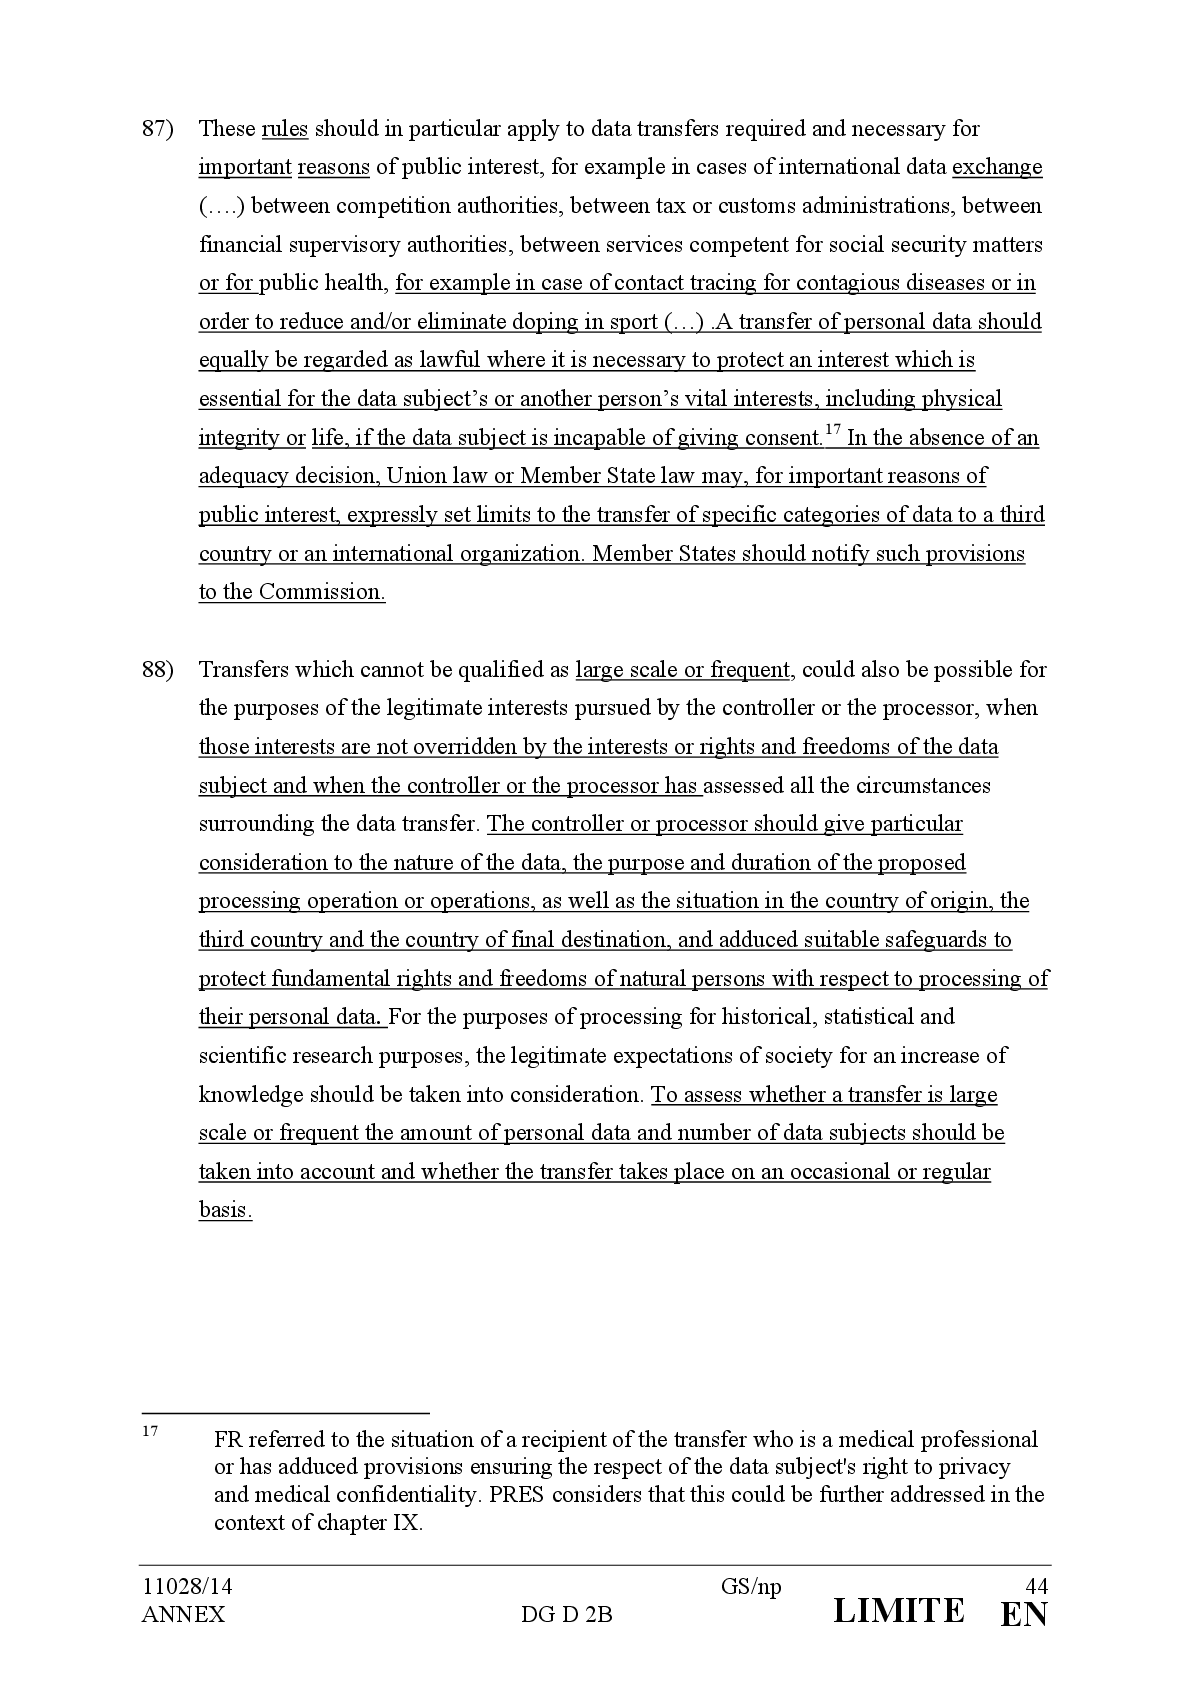 87) These rules should in particular apply to data transfers required and necessary for
important reasons of public interest, for example in cases of international data exchange
(….) between competition authorities, between tax or customs administrations, between
financial supervisory authorities, between services competent for social security matters
or for public health, for example in case of contact tracing for contagious diseases or in
order to reduce and/or eliminate doping in sport (…) .A transfer of personal data should
equally be regarded as lawful where it is necessary to protect an interest which is
essential for the data subject’s or another person’s vital interests, including physical
integrity or life, if the data subject is incapable of giving consent.17 In the absence of an
adequacy decision, Union law or Member State law may, for important reasons of
public interest, expressly set limits to the transfer of specific categories of data to a third
country or an international organization. Member States should notify such provisions
to the Commission.
88) Transfers which cannot be qualified as large scale or frequent, could also be possible for
the purposes of the legitimate interests pursued by the controller or the processor, when
those interests are not overridden by the interests or rights and freedoms of the data
subject and when the controller or the processor has assessed all the circumstances
surrounding the data transfer. The controller or processor should give particular
consideration to the nature of the data, the purpose and duration of the proposed
processing operation or operations, as well as the situation in the country of origin, the
third country and the country of final destination, and adduced suitable safeguards to
protect fundamental rights and freedoms of natural persons with respect to processing of
their personal data. For the purposes of processing for historical, statistical and
scientific research purposes, the legitimate expectations of society for an increase of
knowledge should be taken into consideration. To assess whether a transfer is large
scale or frequent the amount of personal data and number of data subjects should be
taken into account and whether the transfer takes place on an occasional or regular
basis.
17 FR referred to the situation of a recipient of the transfer who is a medical professional
or has adduced provisions ensuring the respect of the data subject's right to privacy
and medical confidentiality. PRES considers that this could be further addressed in the
context of chapter IX.
11028/14 GS/np 44
ANNEX DG D 2B LIMITE EN